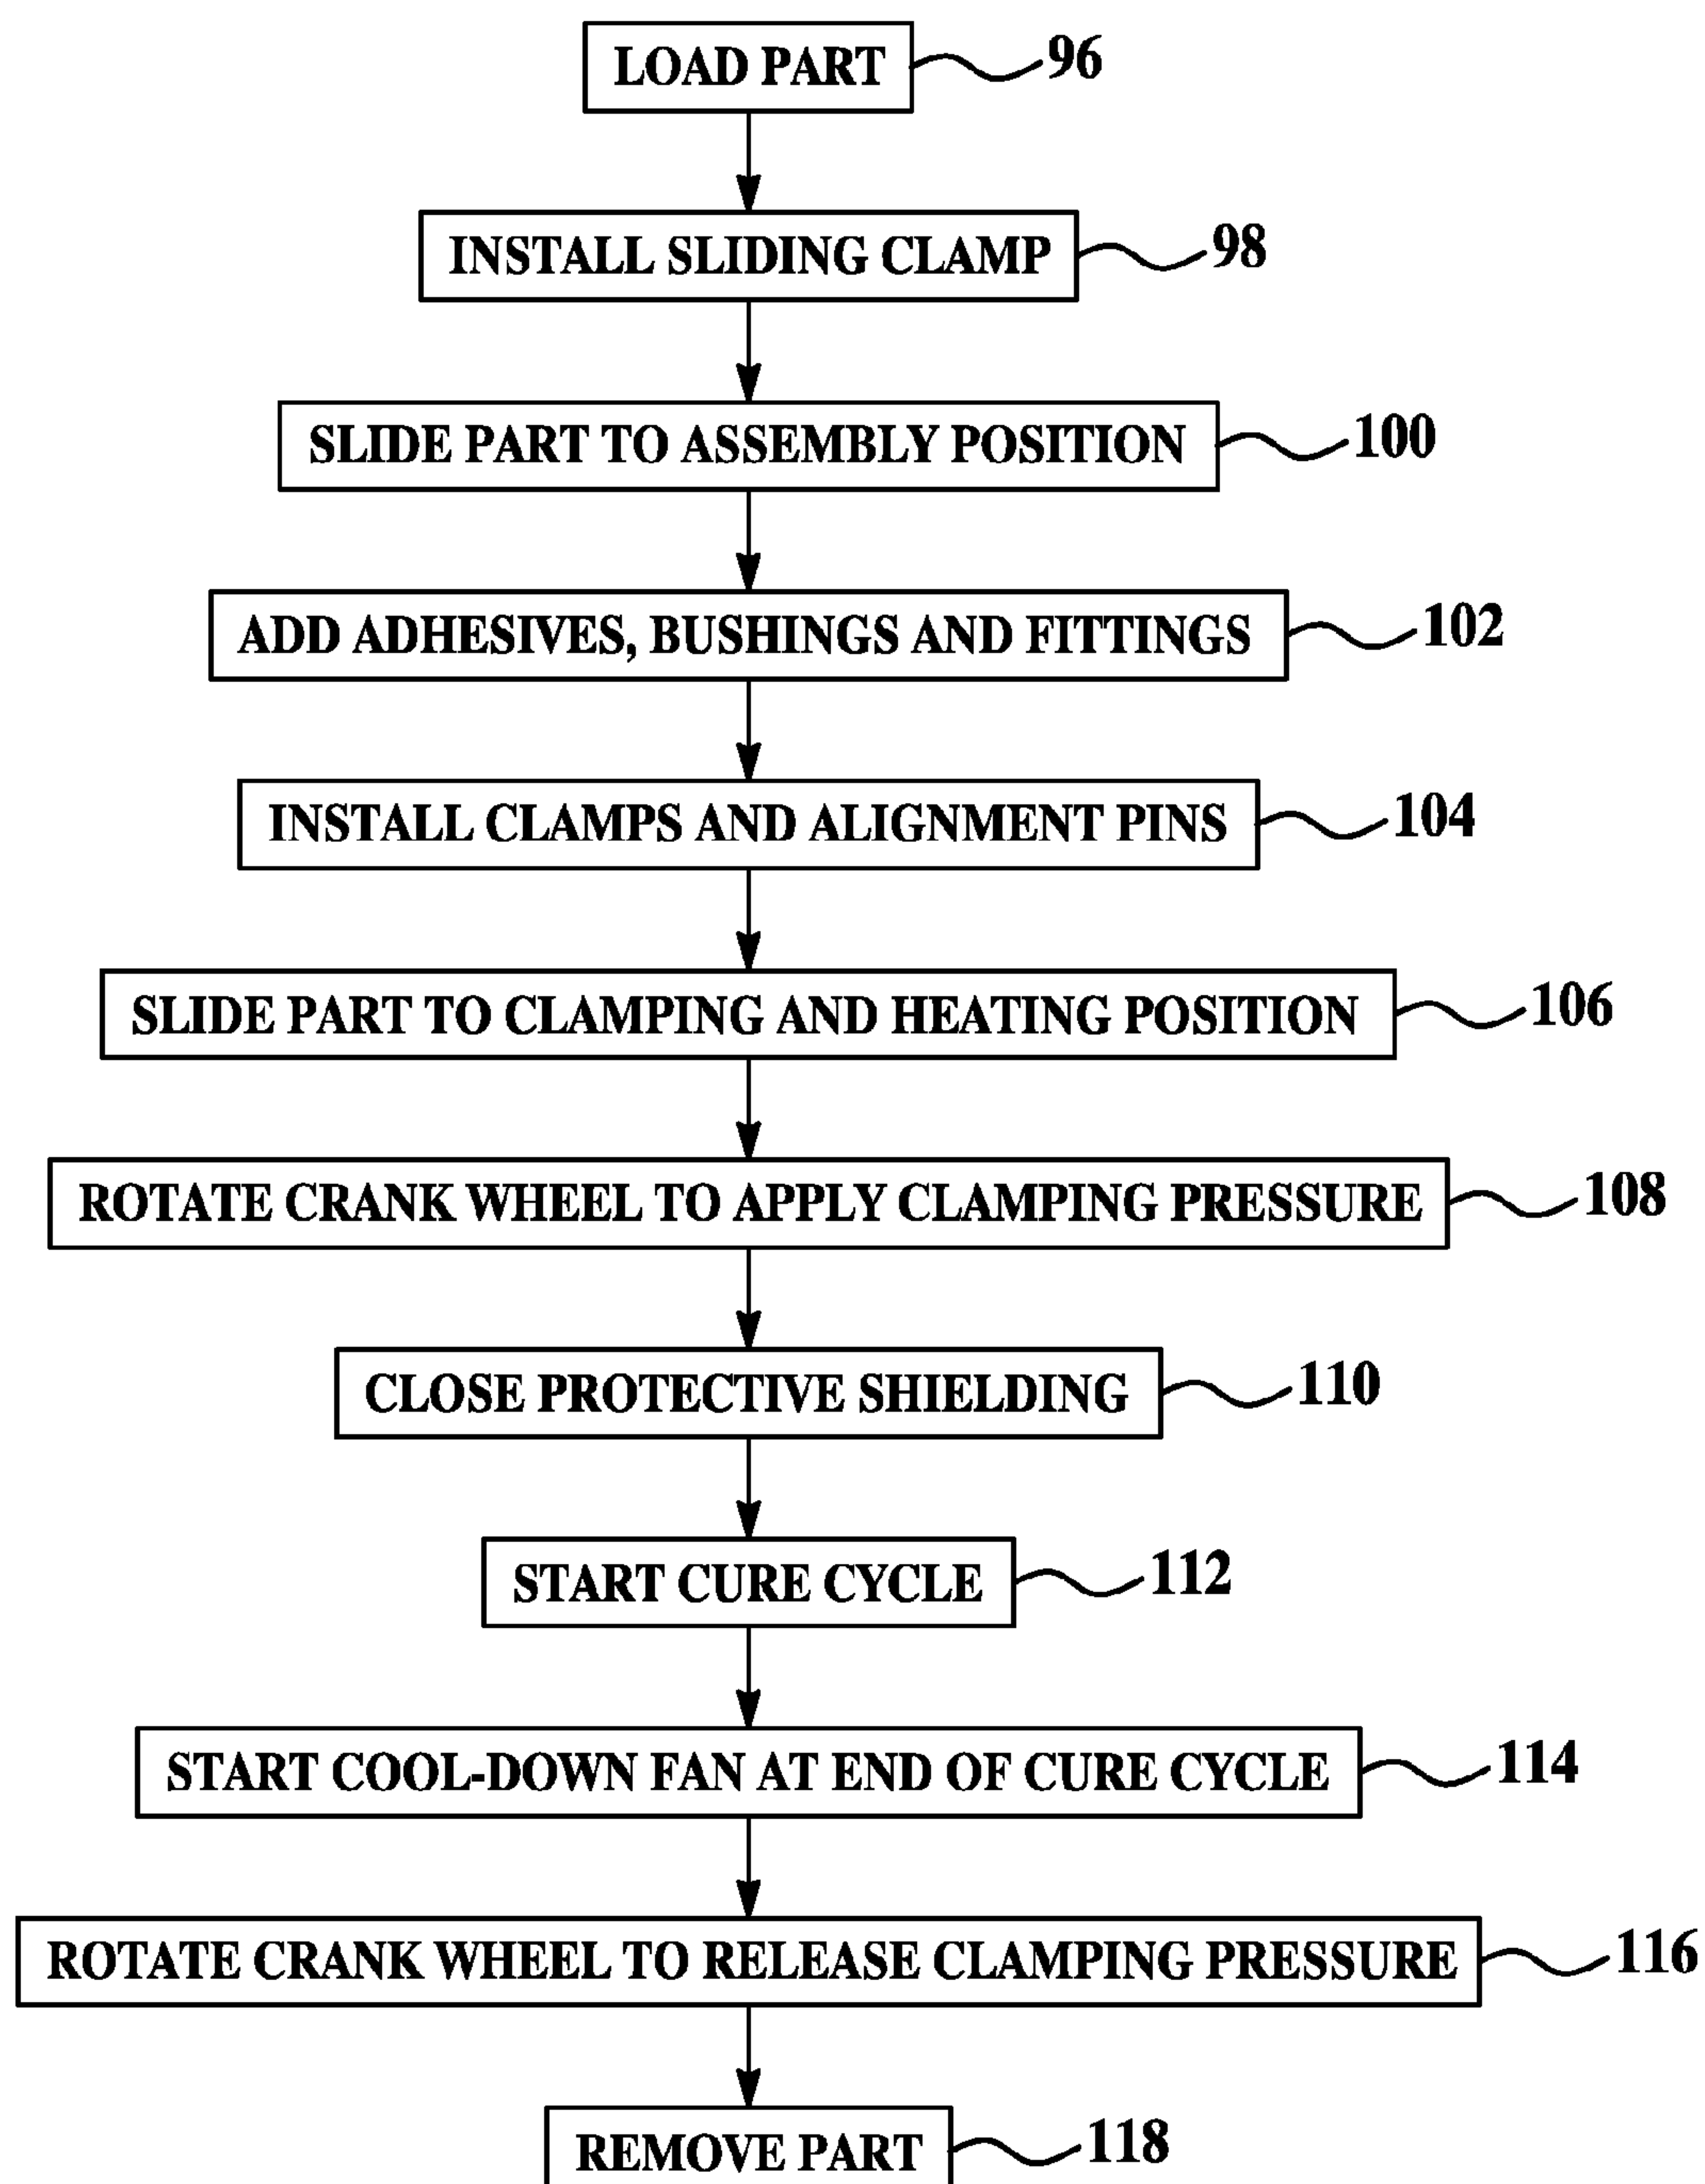 LOAD PART 96
INSTALL SLIDING CLAMP 98
SLIDE PART TO ASSEMBLY POSITION 100
ADD ADHESIVES, BUSHINGS AND FITTINGS 102
INSTALL CLAMPS AND ALIGNMENT PINS 104
SLIDE PART TO CLAMPING AND HEATING POSITION 106
ROTATE CRANK WHEEL TO APPLY CLAMPING PRESSURE 108
CLOSE PROTECTIVE SHIELDING 110
START CURE CYCLE 112
START COOL-DOWN FAN AT END OF CURE CYCLE 114
ROTATE CRANK WHEEL TO RELEASE CLAMPING PRESSURE 116
REMOVE PART 118